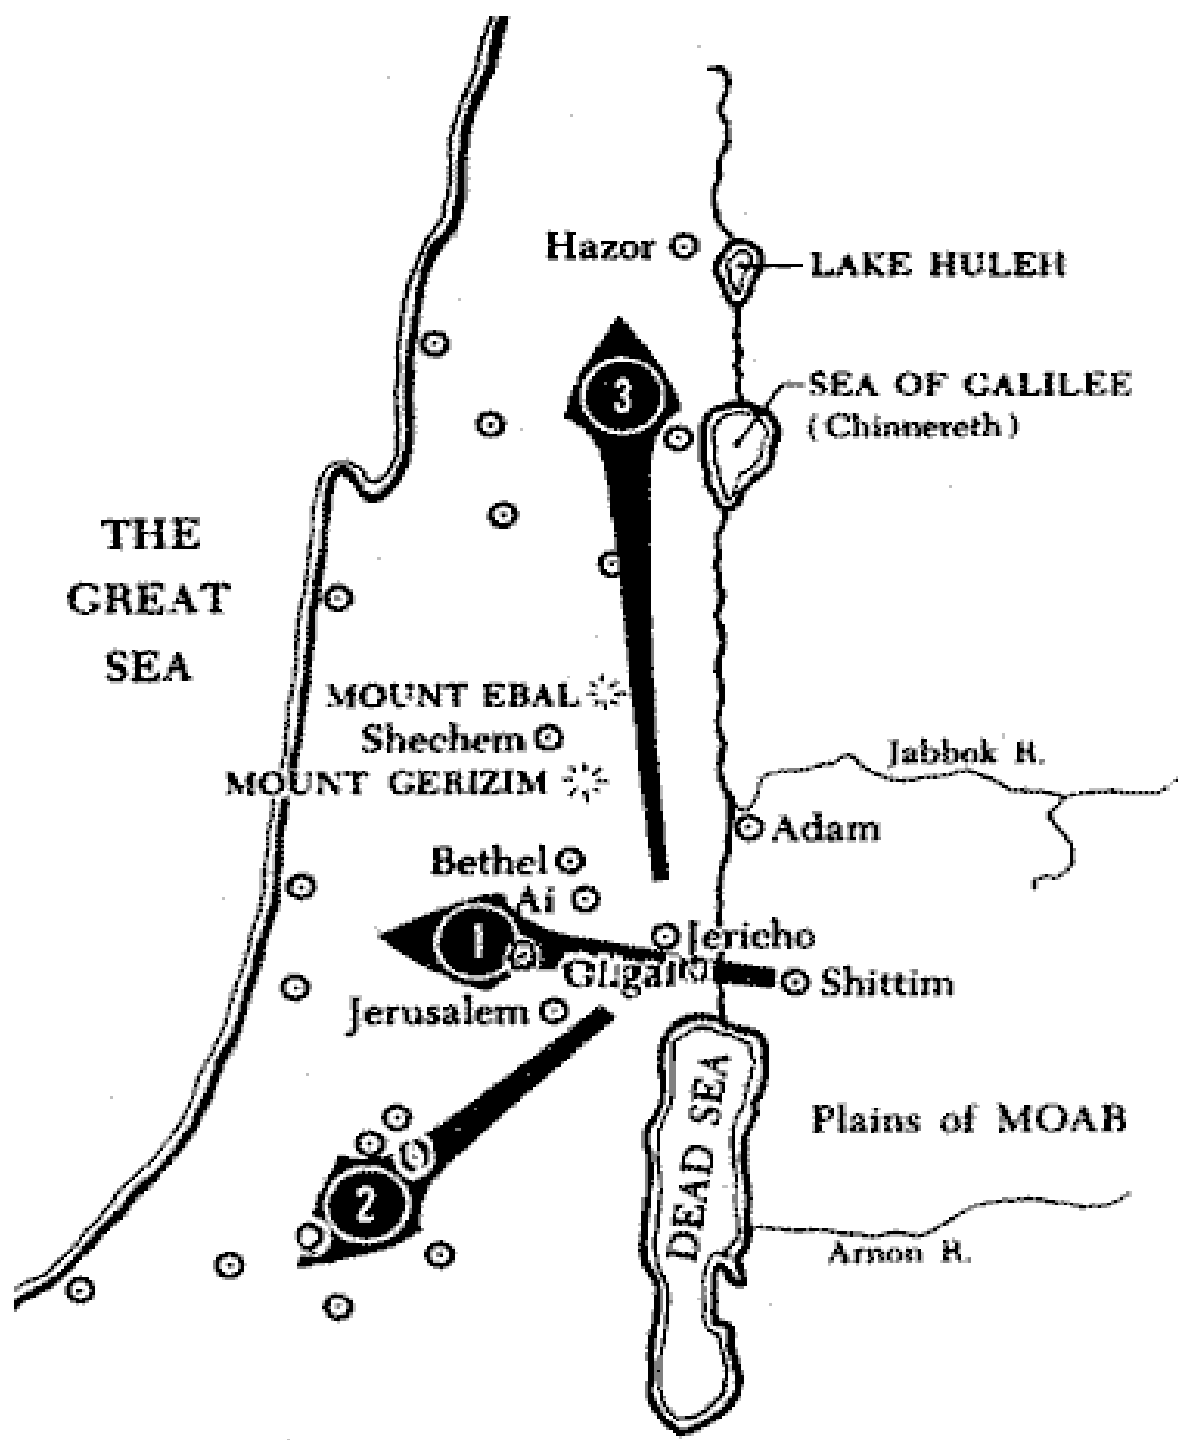 Hazor
LAKE HULEH
3
SEA OF GALILEE
(Chinnereth)
THE
GREAT
SEA
MOUNT EBAL
Shechem
MOUNT GERIZIM
Jabbok R.
Adam
Bethel
Ai
1
Jericho
Gilgal
Shittim
Jerusalem
DEAD SEA
Plains of MOAB
2
Arnon R.